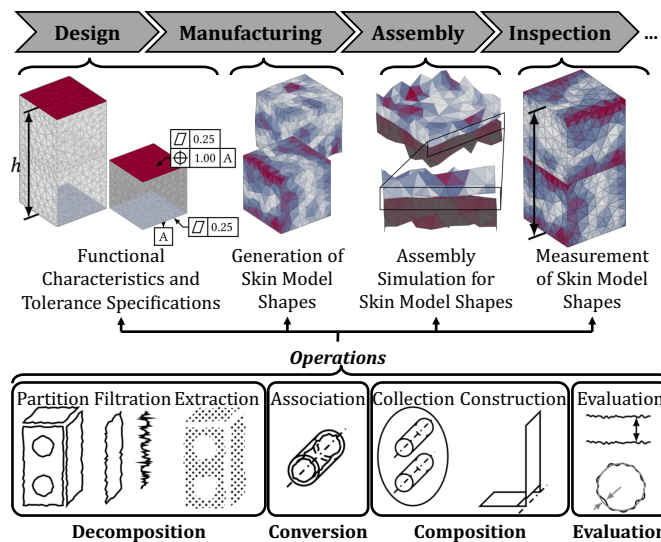 Design
Manufacturing
Assembly
Inspection
...
h
0.25
1.00 A
0.25
A
Functional
Characteristics and
Tolerance Specifications
Generation of
Skin Model
Shapes
Assembly
Simulation for
Skin Model Shapes
Measurement
of Skin Model
Shapes
Operations
Partition
Filtration
Extraction
Association
Collection
Construction
Evaluation
Decomposition
Conversion
Composition
Evaluation